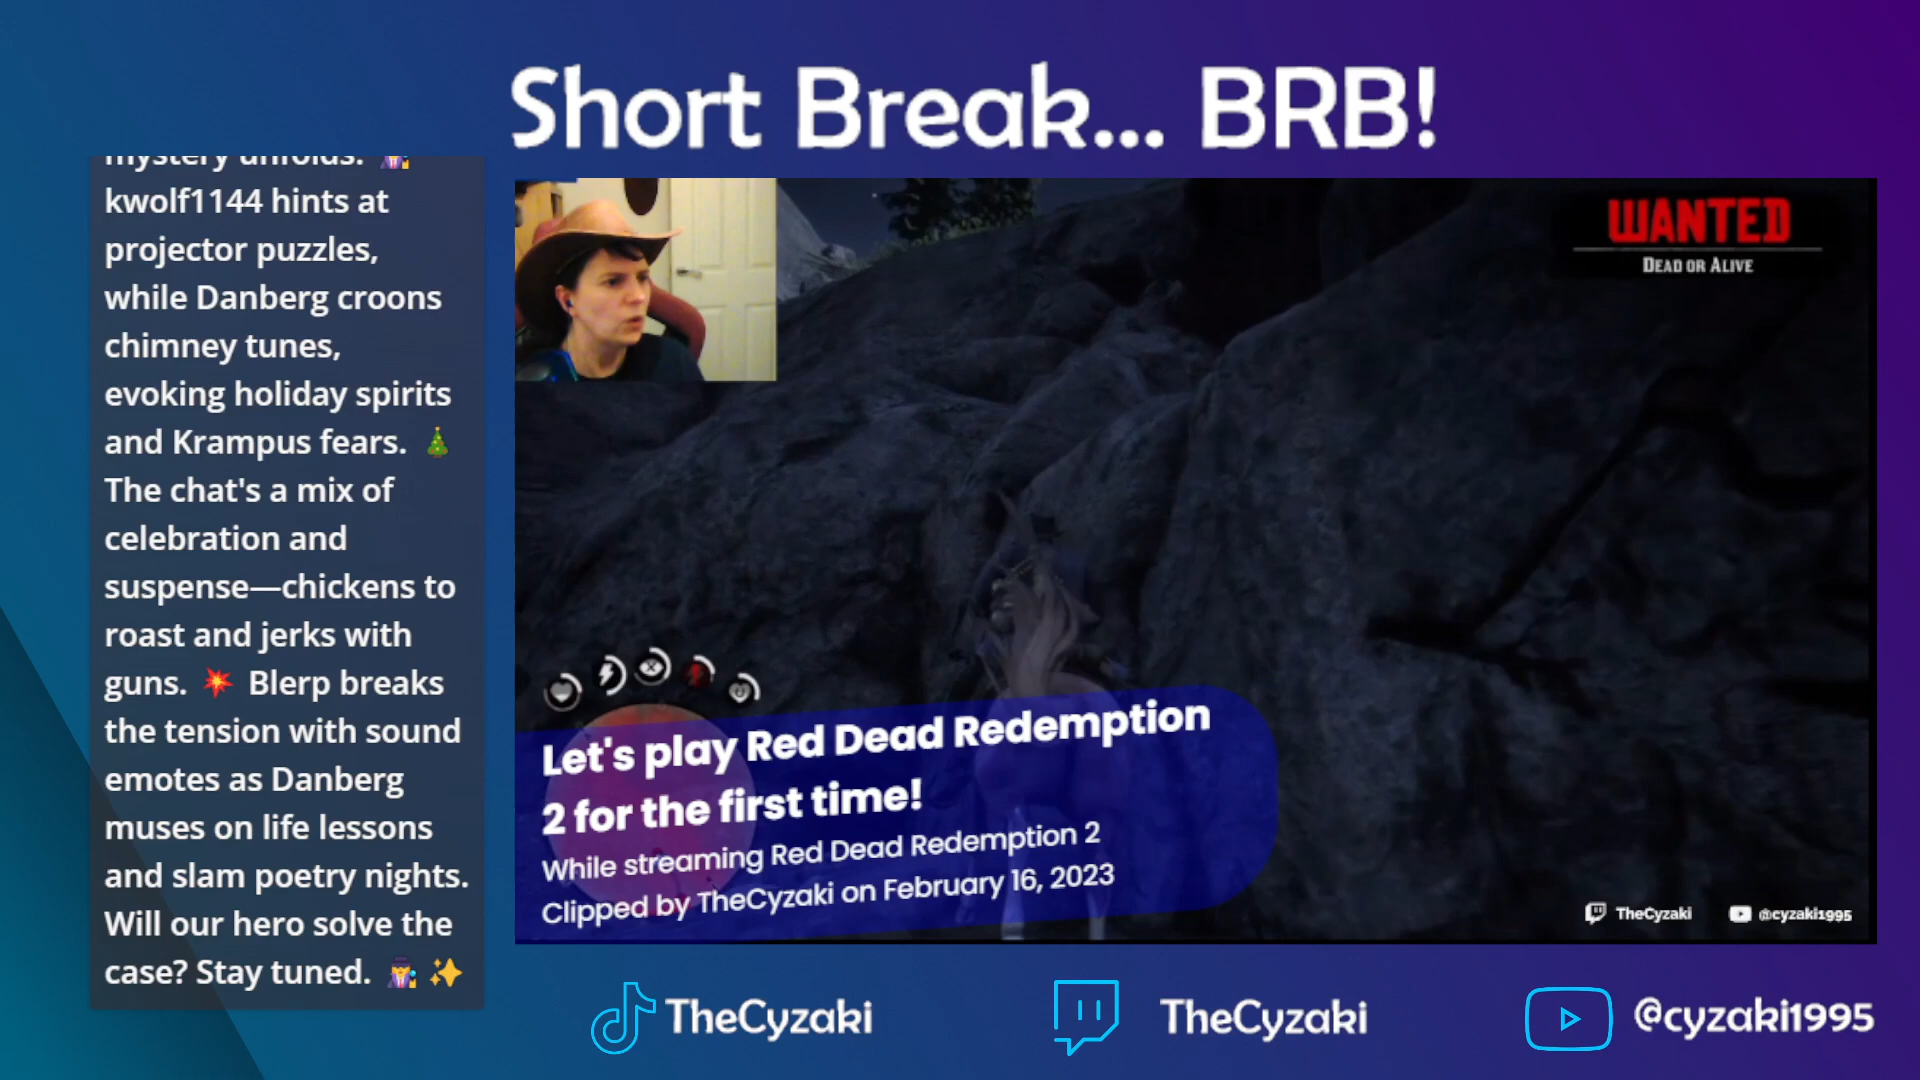 Short Break... BRB!
mystery unfolds. 🕵️
kwolf1144 hints at
projector puzzles,
while Danberg croons
chimney tunes,
evoking holiday spirits
and Krampus fears. 🎄
The chat's a mix of
celebration and
suspense—chickens to
roast and jerks with
guns. 💥 Blerp breaks
the tension with sound
emotes as Danberg
muses on life lessons
and slam poetry nights.
Will our hero solve the
case? Stay tuned. 🕵️ ✨
WANTED
DEAD OR ALIVE
Let's play Red Dead Redemption
2 for the first time!
While streaming Red Dead Redemption 2
Clipped by TheCyzaki on February 16, 2023
TheCyzaki @cyzaki1995
TheCyzaki TheCyzaki @cyzaki1995